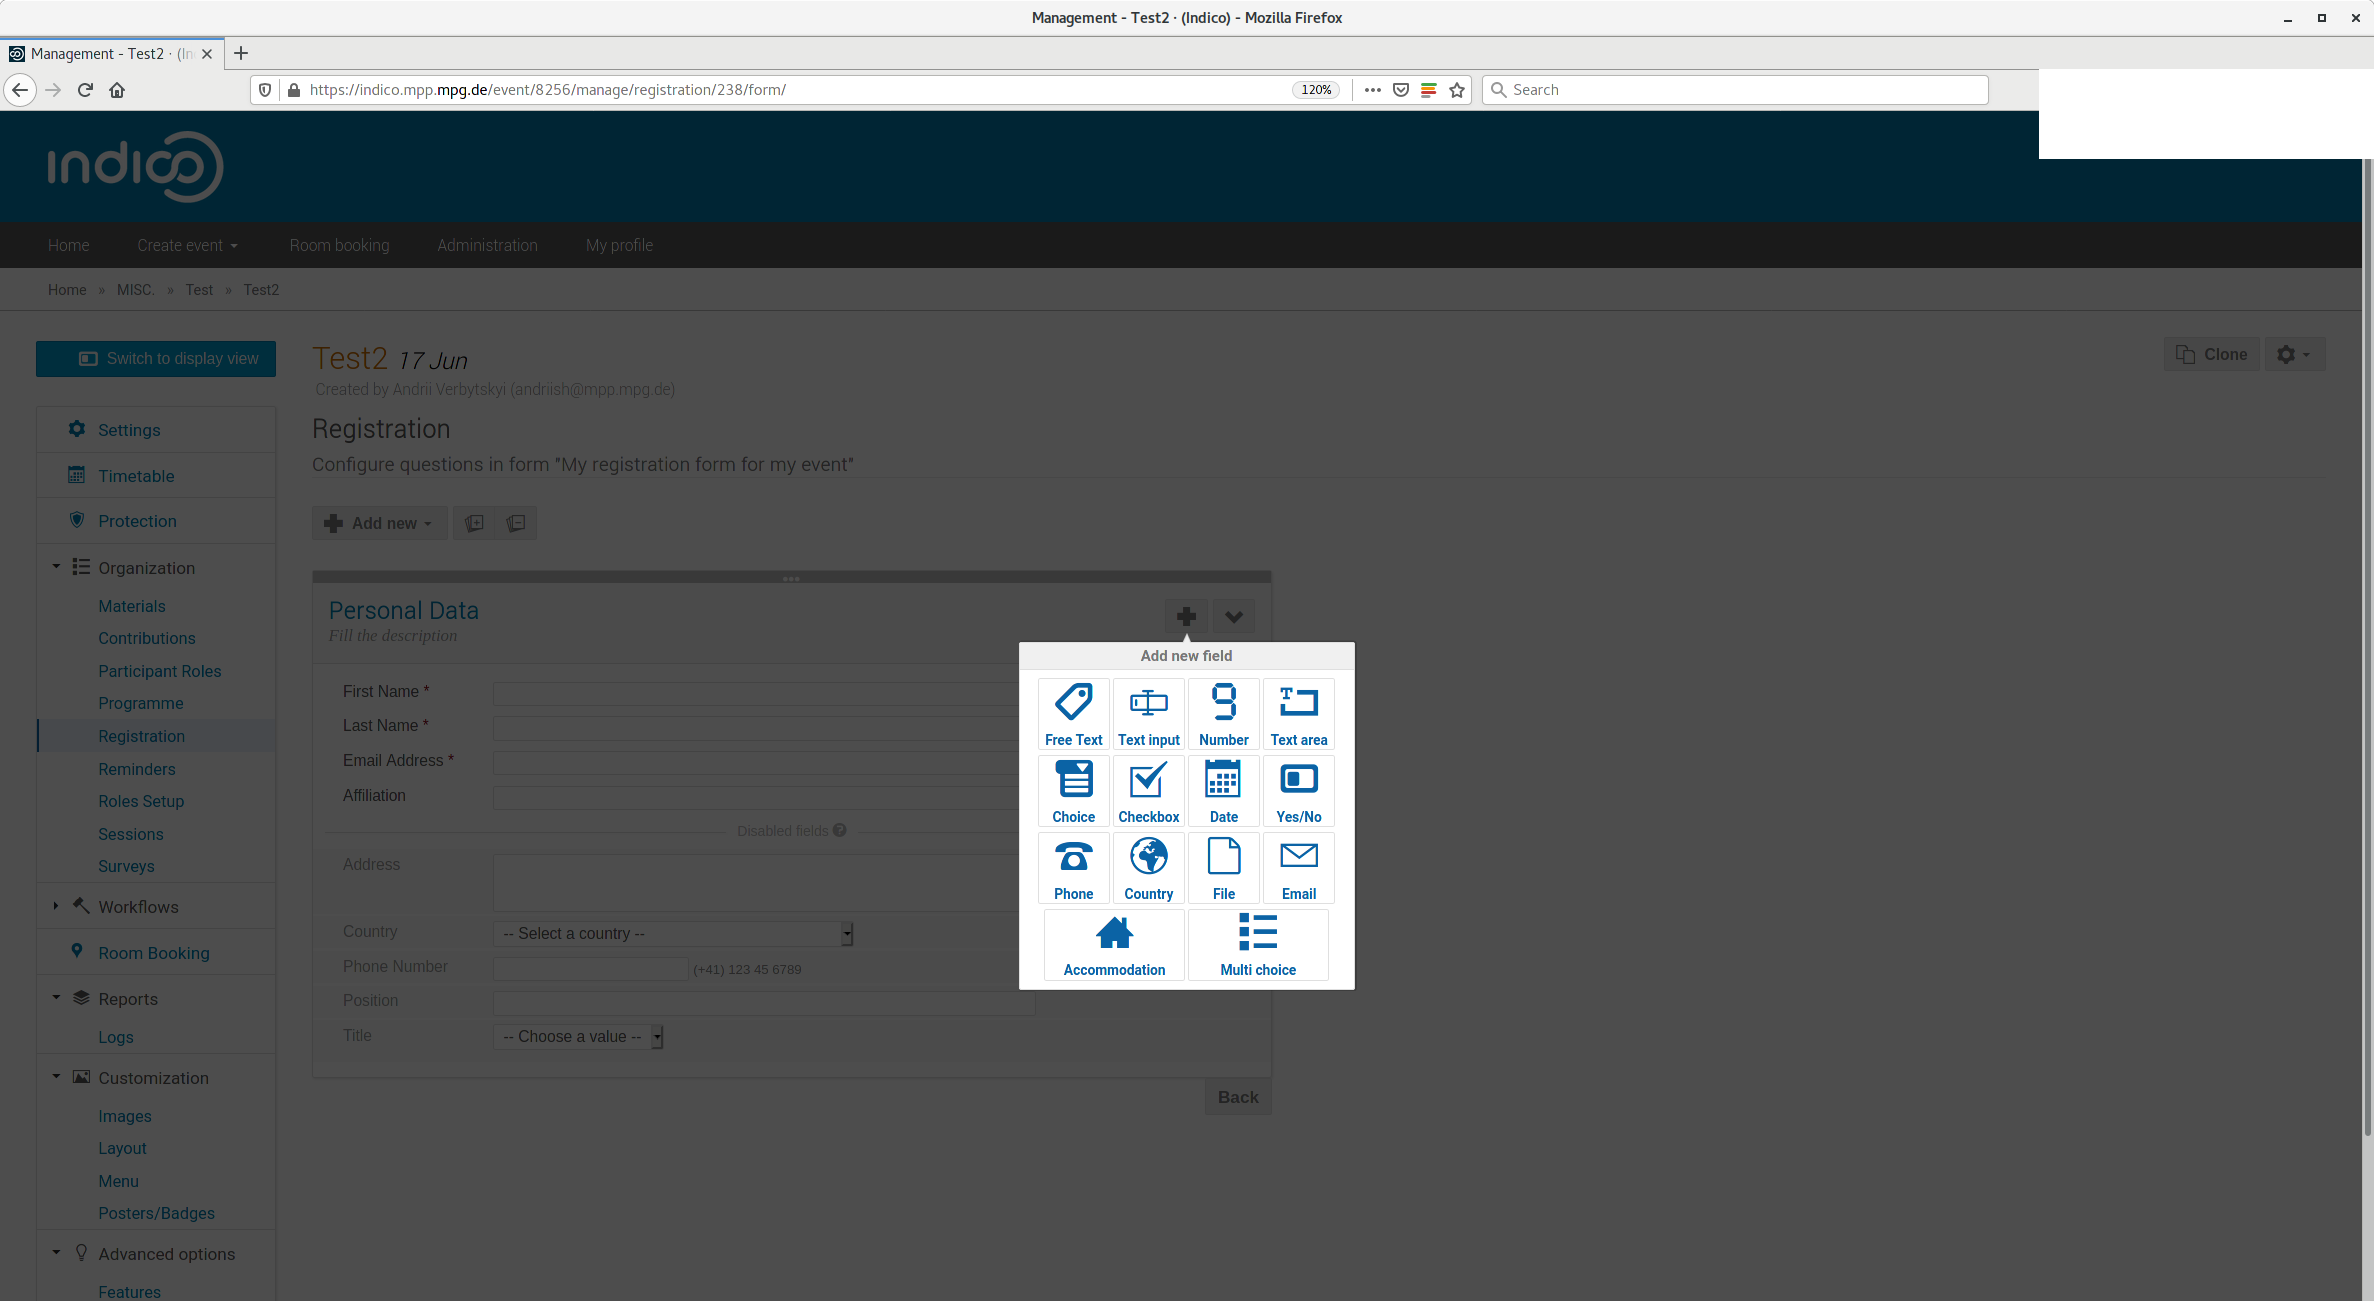 Management - Test2 · (Indico) - Mozilla Firefox
Management - Test2 · (In
https://indico.mpp.mpg.de/event/8256/manage/registration/238/form/
120%
Search
indico
Home Create event Room booking Administration My profile
Home » MISC. » Test » Test2
Switch to display view
Test2 17 Jun
Clone
Created by Andrii Verbytskyi (andriish@mpp.mpg.de)
Registration
Configure questions in form "My registration form for my event"
Settings
Timetable
Protection
Organization
Materials
Contributions
Participant Roles
Programme
Registration
Reminders
Roles Setup
Sessions
Surveys
Workflows
Room Booking
Reports
Logs
Customization
Images
Layout
Menu
Posters/Badges
Advanced options
Features
Add new
Personal Data
Fill the description
First Name *
Last Name *
Email Address *
Affiliation
Disabled fields ?
Address
Country -- Select a country --
Phone Number (+41) 123 45 6789
Position
Title -- Choose a value --
Back
Add new field
Free Text Text input Number Text area
Choice Checkbox Date Yes/No
Phone Country File Email
Accommodation Multi choice